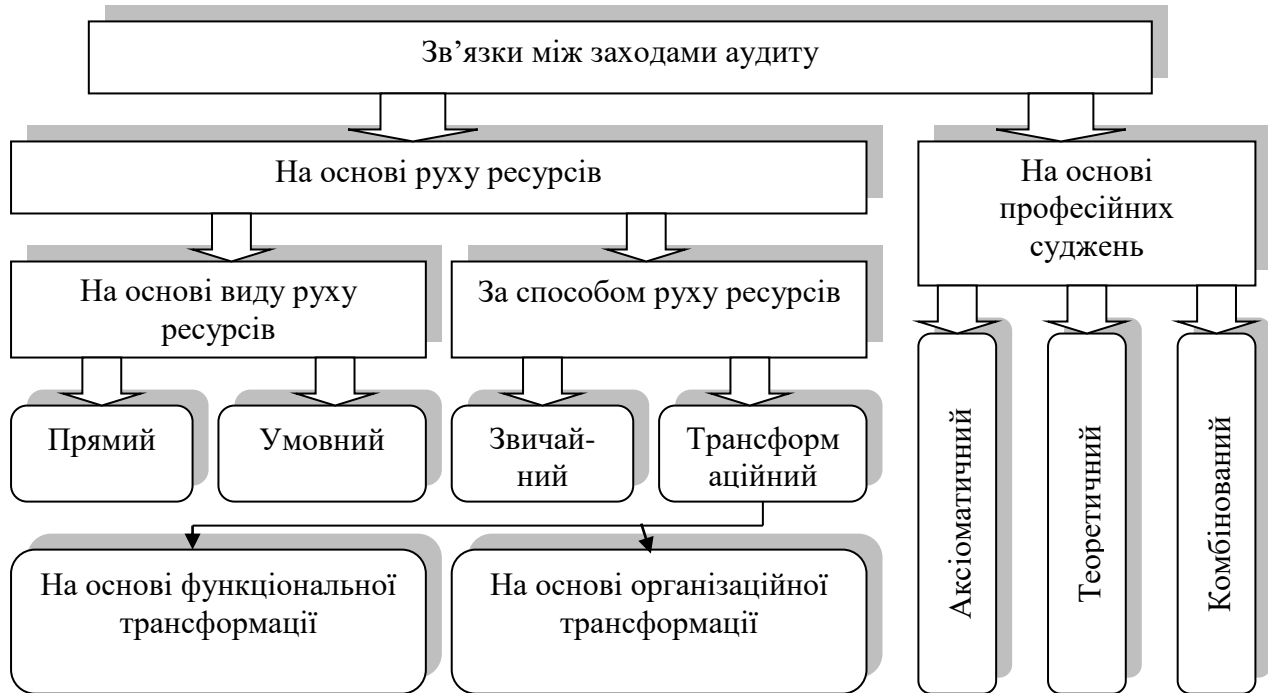 Зв’язки між заходами аудиту
На основі руху ресурсів
На основі
професійних
суджень
На основі виду руху
ресурсів
За способом руху ресурсів
Прямий
Умовний
Звичай-
ний
Трансформ
аційний
Аксіоматичний
Теоретичний
Комбінований
На основі функціональної
трансформації
На основі організаційної
трансформації